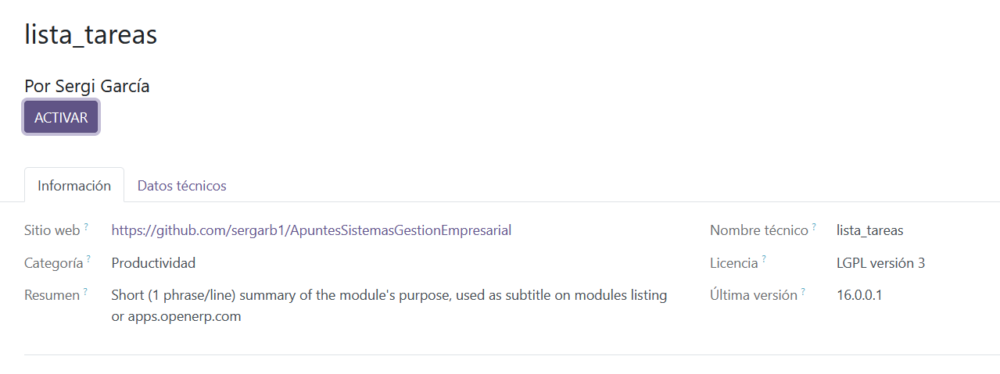 lista_tareas
Por Sergi García
ACTIVAR
Información
Datos técnicos
Sitio web ?
https://github.com/sergarb1/ApuntesSistemasGestionEmpresarial
Nombre técnico ?
lista_tareas
Categoría ?
Productividad
Licencia ?
LGPL versión 3
Resumen ?
Short (1 phrase/line) summary of the module's purpose, used as subtitle on modules listing
or apps.openerp.com
Última versión ?
16.0.0.1